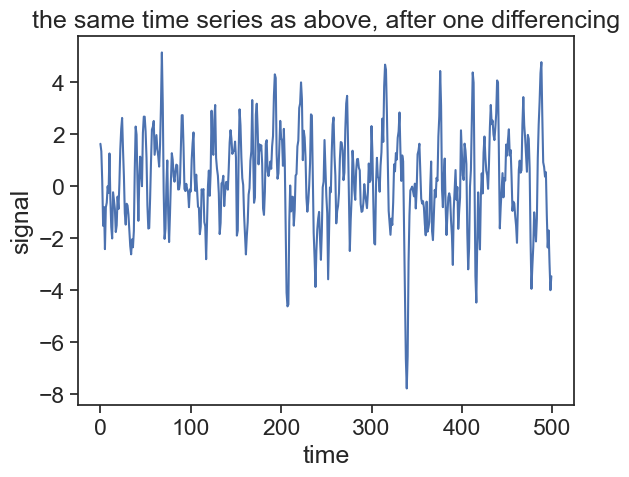 the same time series as above, after one differencing
signal
4
2
0
−2
−4
−6
−8
0 100 200 300 400 500
time